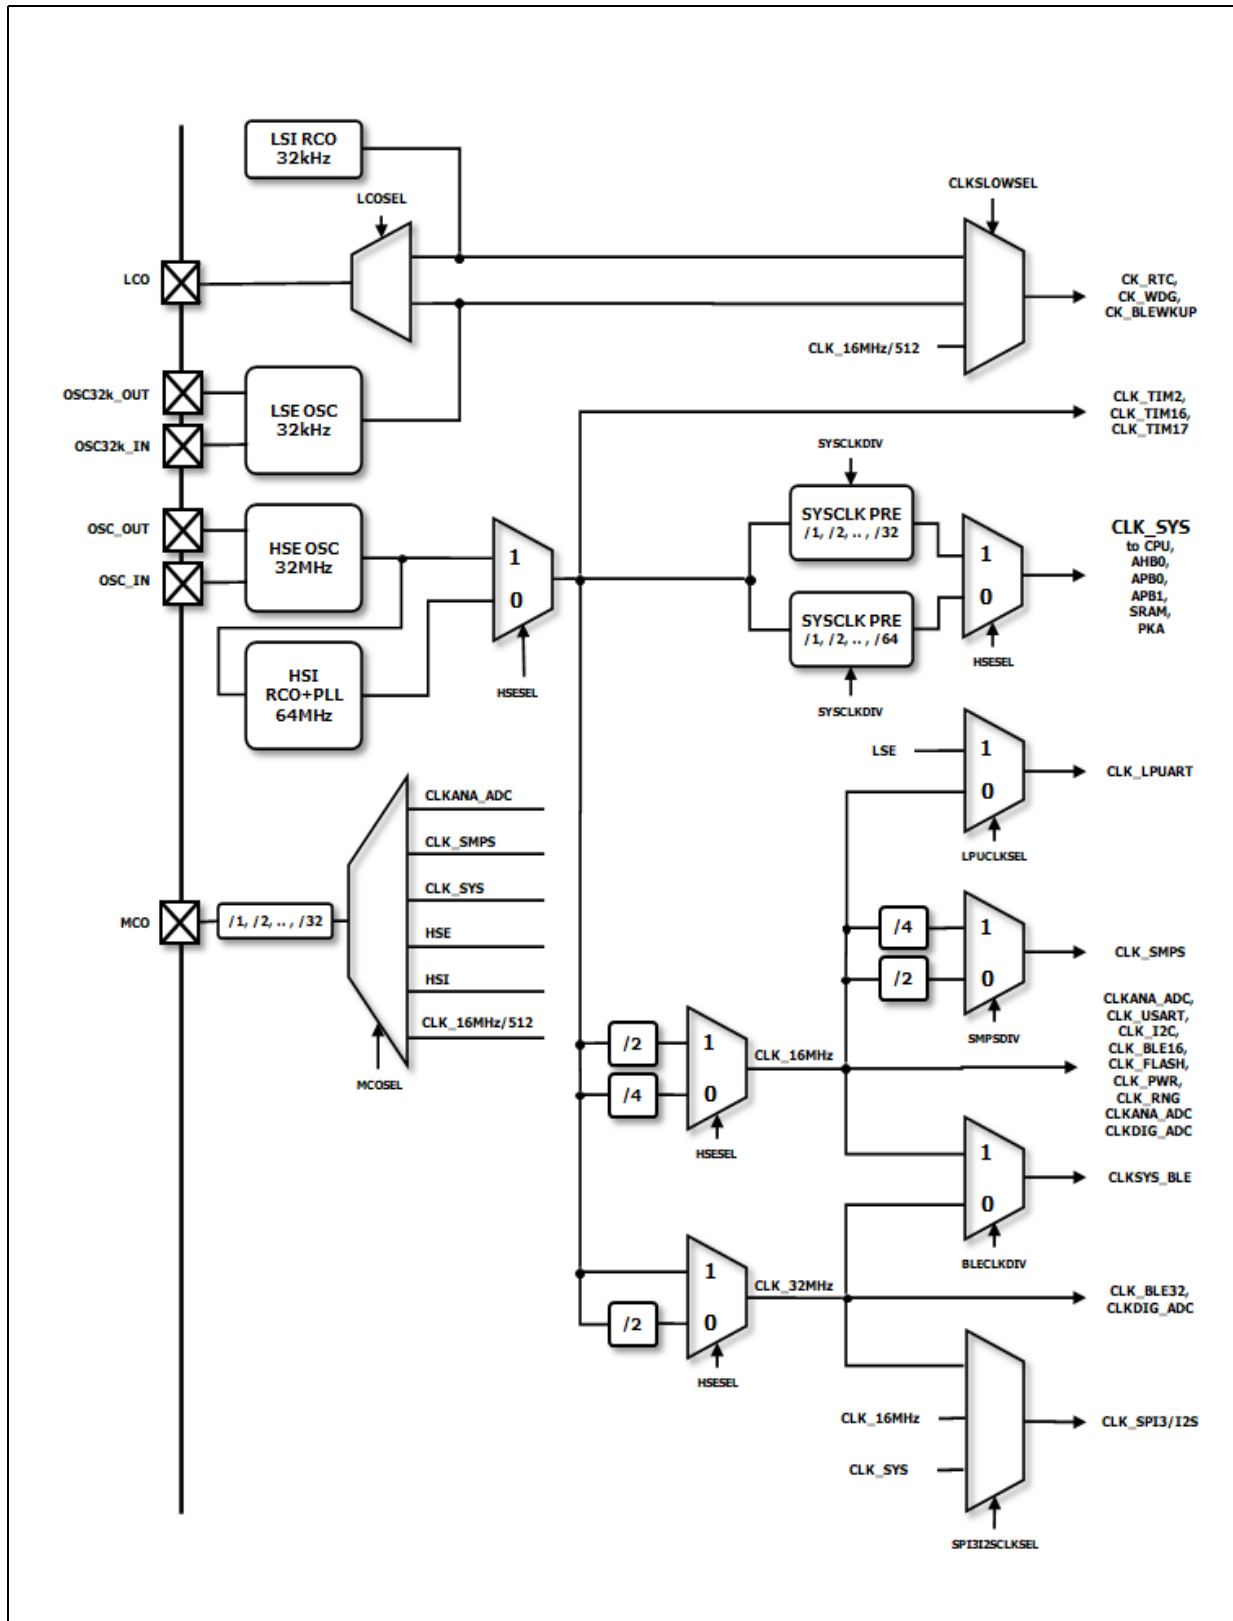 LSI RCO
32kHz
LCOSEL
CLKSLOWSEL
LCO
CK_RTC,
CK_WDG,
CK_BLEWKUP
CLK_16MHz/512
OSC32k_OUT
OSC32k_IN
LSE OSC
32kHz
CLK_TIM2,
CLK_TIM16,
CLK_TIM17
SYSCLKDIV
OSC_OUT
OSC_IN
HSE OSC
32MHz
1
0
HSESEL
SYSCLK PRE
/1, /2, .. , /32
SYSCLK PRE
/1, /2, .. , /64
SYSCLKDIV
1
0
HSESEL
CLK_SYS
to CPU,
AHB0,
APB0,
APB1,
SRAM,
PKA
HSI
RCO+PLL
64MHz
LSE
1
0
LPUCLKSEL
CLK_LPUART
CLKANA_ADC
CLK_SMPS
CLK_SYS
HSE
HSI
CLK_16MHz/512
MCO
/1, /2, .. , /32
MCOSEL
/4
/2
1
0
SMPSDIV
CLK_SMPS
/2
/4
1
0
HSESEL
CLK_16MHz
CLKANA_ADC,
CLK_USART,
CLK_I2C,
CLK_BLE16,
CLK_FLASH,
CLK_PWR,
CLK_RNG
CLKANA_ADC
CLKDIG_ADC
1
0
BLECLKDIV
CLKSYS_BLE
/2
1
0
HSESEL
CLK_32MHz
CLK_BLE32,
CLKDIG_ADC
CLK_16MHz
CLK_SYS
CLK_SPI3/I2S
SPI3I2SCLKSEL